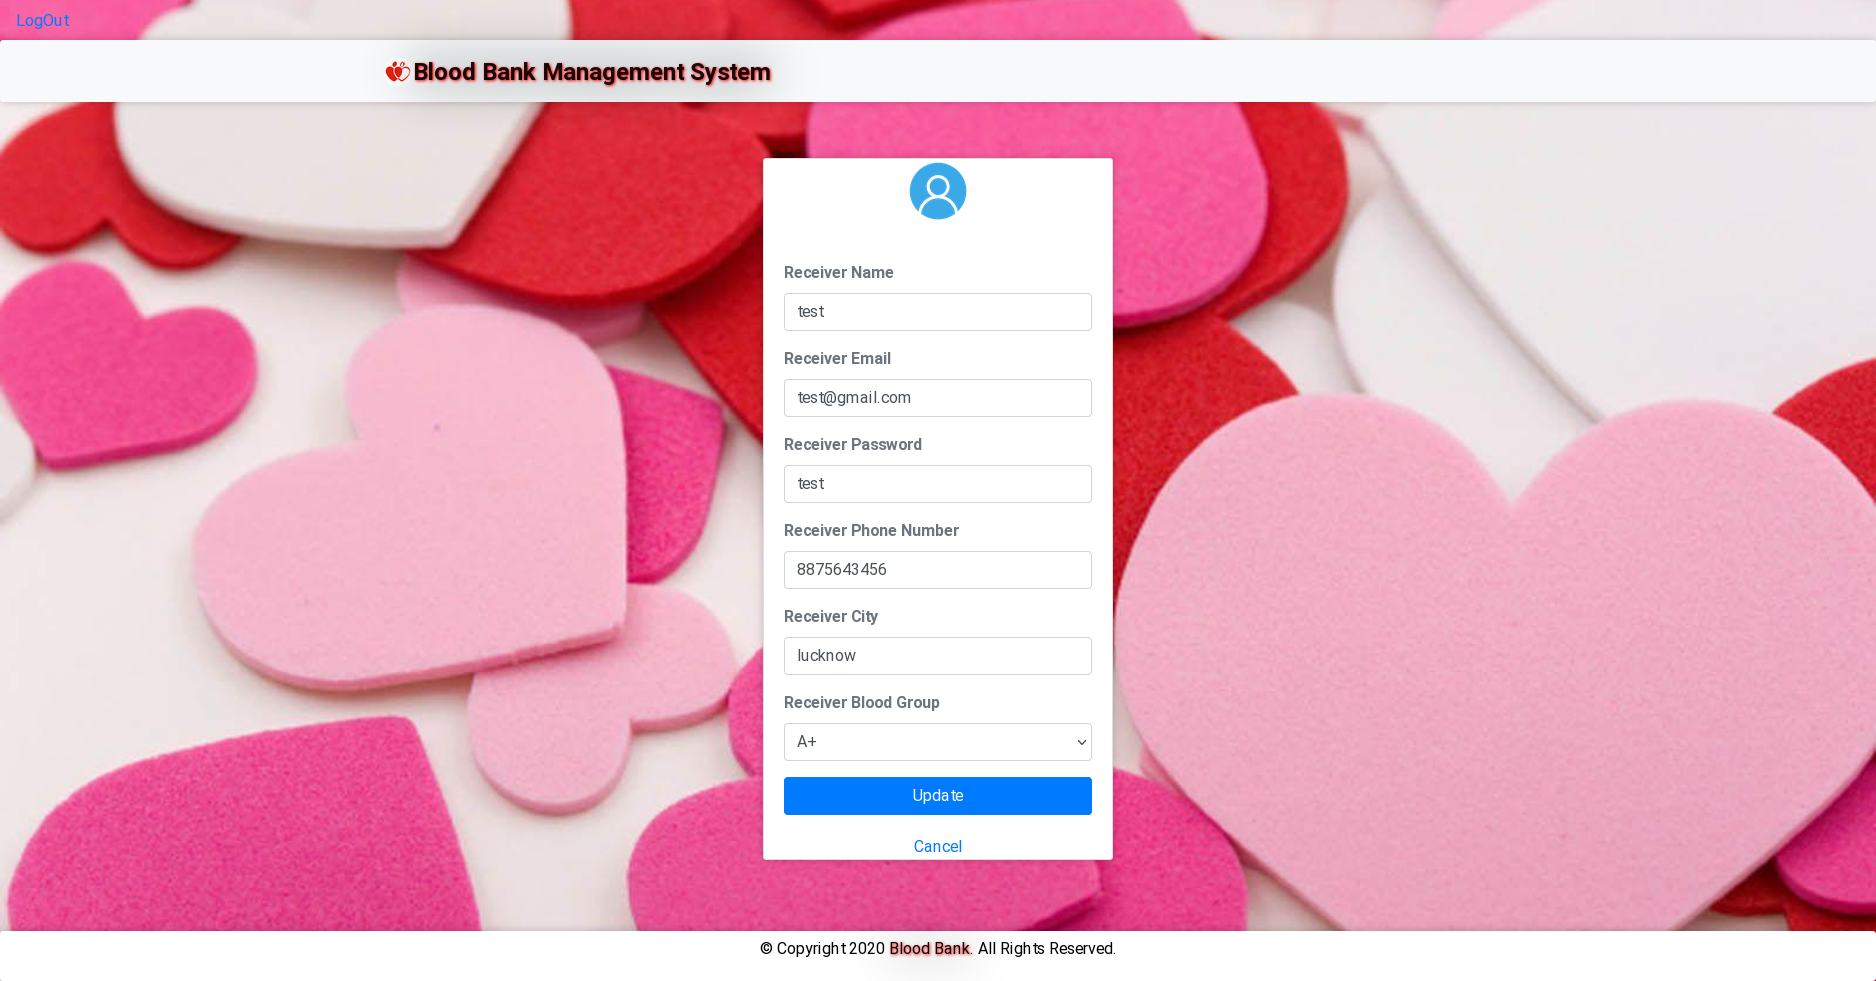 LogOut
Blood Bank Management System
Receiver Name
test
Receiver Email
test@gmail.com
Receiver Password
test
Receiver Phone Number
8875643456
Receiver City
lucknow
Receiver Blood Group
A+
Update
Cancel
© Copyright 2020 Blood Bank. All Rights Reserved.